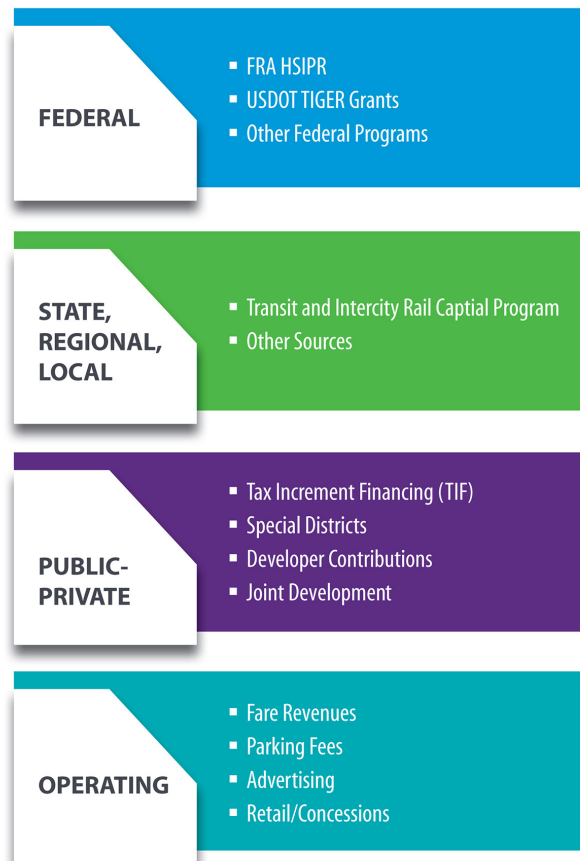 FEDERAL
▪ FRA HSIPR
▪ USDOT TIGER Grants
▪ Other Federal Programs
STATE,
REGIONAL,
LOCAL
▪ Transit and Intercity Rail Captial Program
▪ Other Sources
PUBLIC-
PRIVATE
▪ Tax Increment Financing (TIF)
▪ Special Districts
▪ Developer Contributions
▪ Joint Development
OPERATING
▪ Fare Revenues
▪ Parking Fees
▪ Advertising
▪ Retail/Concessions